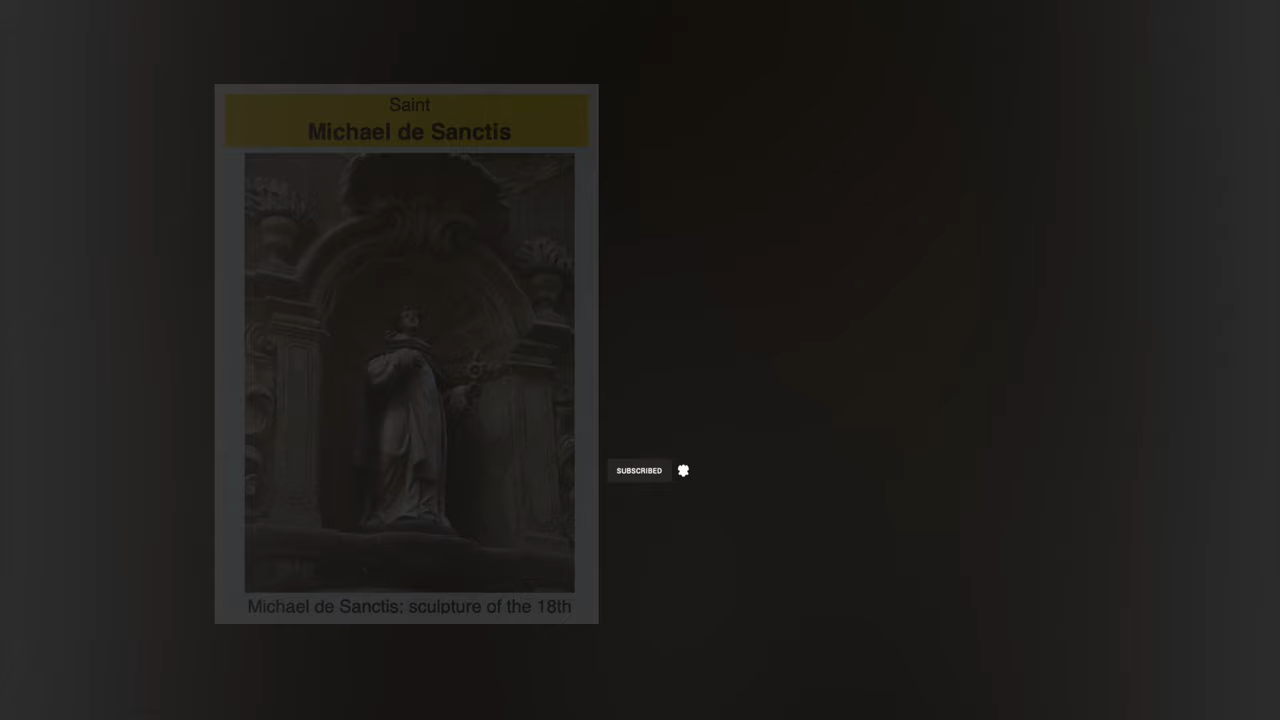 Saint
Michael de Sanctis
Michael de Sanctis; sculpture of the 18th
SUBSCRIBED